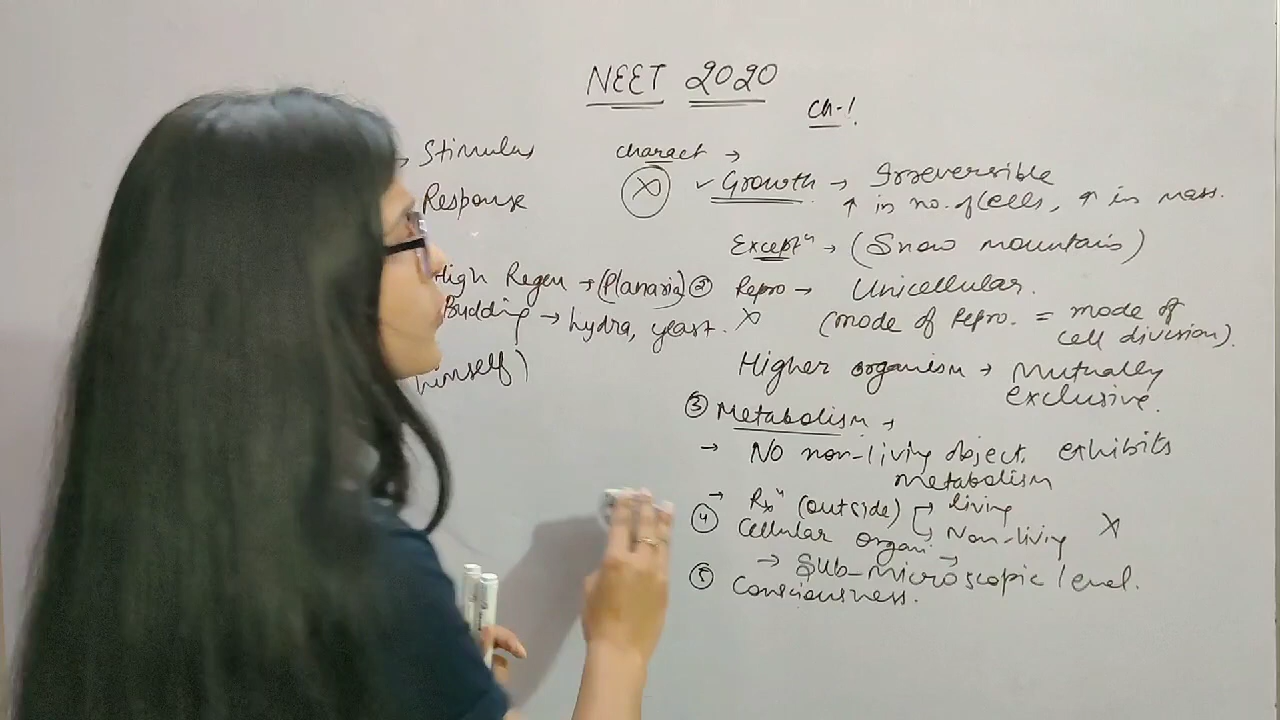 NEET 2020
Ch-1.
Stimulus
Response
High Regen → (Planaria)
Budding → hydra, yeast.
himself)
charact →
✓ Growth → Irreversible
↑ in no. of cells, ↑ in mass.
Exceptⁿ → (Snow mountains)
② Repro → Unicellular.
(mode of Repro. = mode of
cell division).
Higher organism → Mutually
exclusive.
③ Metabolism →
→ No non-living object exhibits
metabolism
→ Rxⁿ (outside) living
Non-living
④ Cellular organi. →
→ Sub-microscopic level.
⑤ Consciousness.